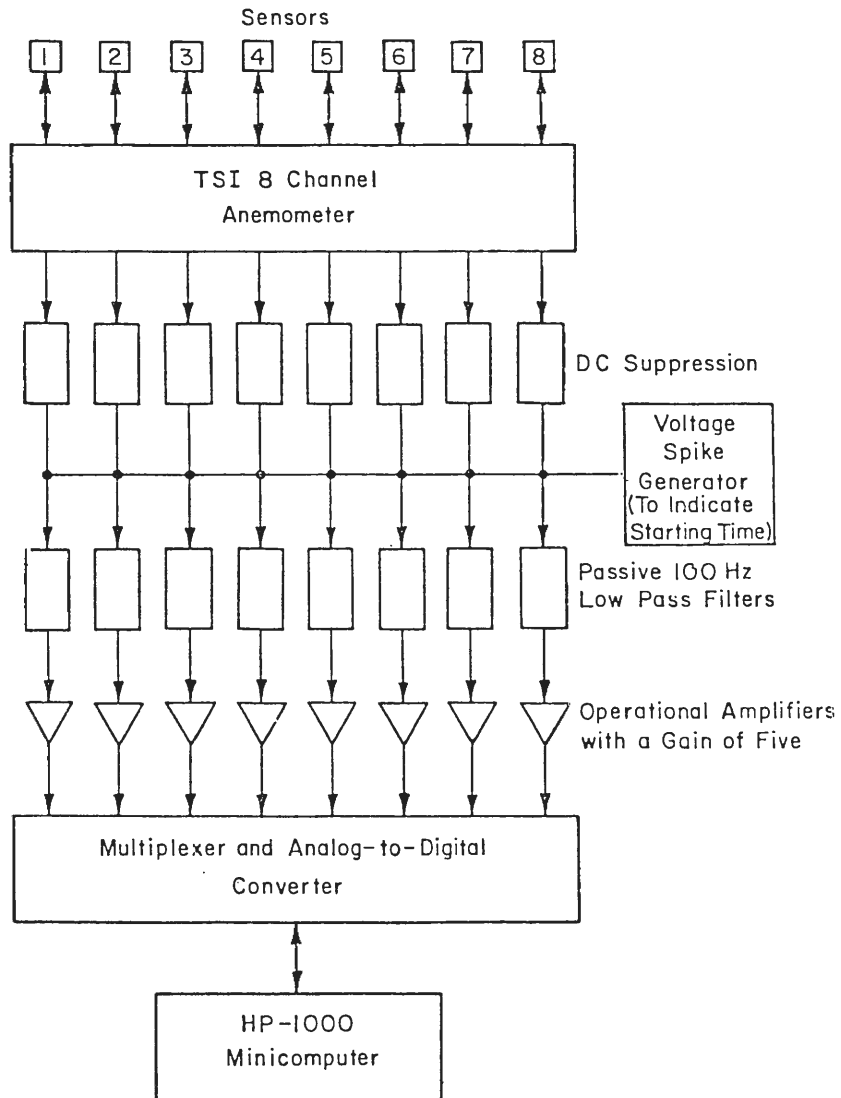 Sensors
1 2 3 4 5 6 7 8
TSI 8 Channel
Anemometer
DC Suppression
Voltage
Spike
Generator
(To Indicate
Starting Time)
Passive 100 Hz
Low Pass Filters
Operational Amplifiers
with a Gain of Five
Multiplexer and Analog-to-Digital
Converter
HP-1000
Minicomputer